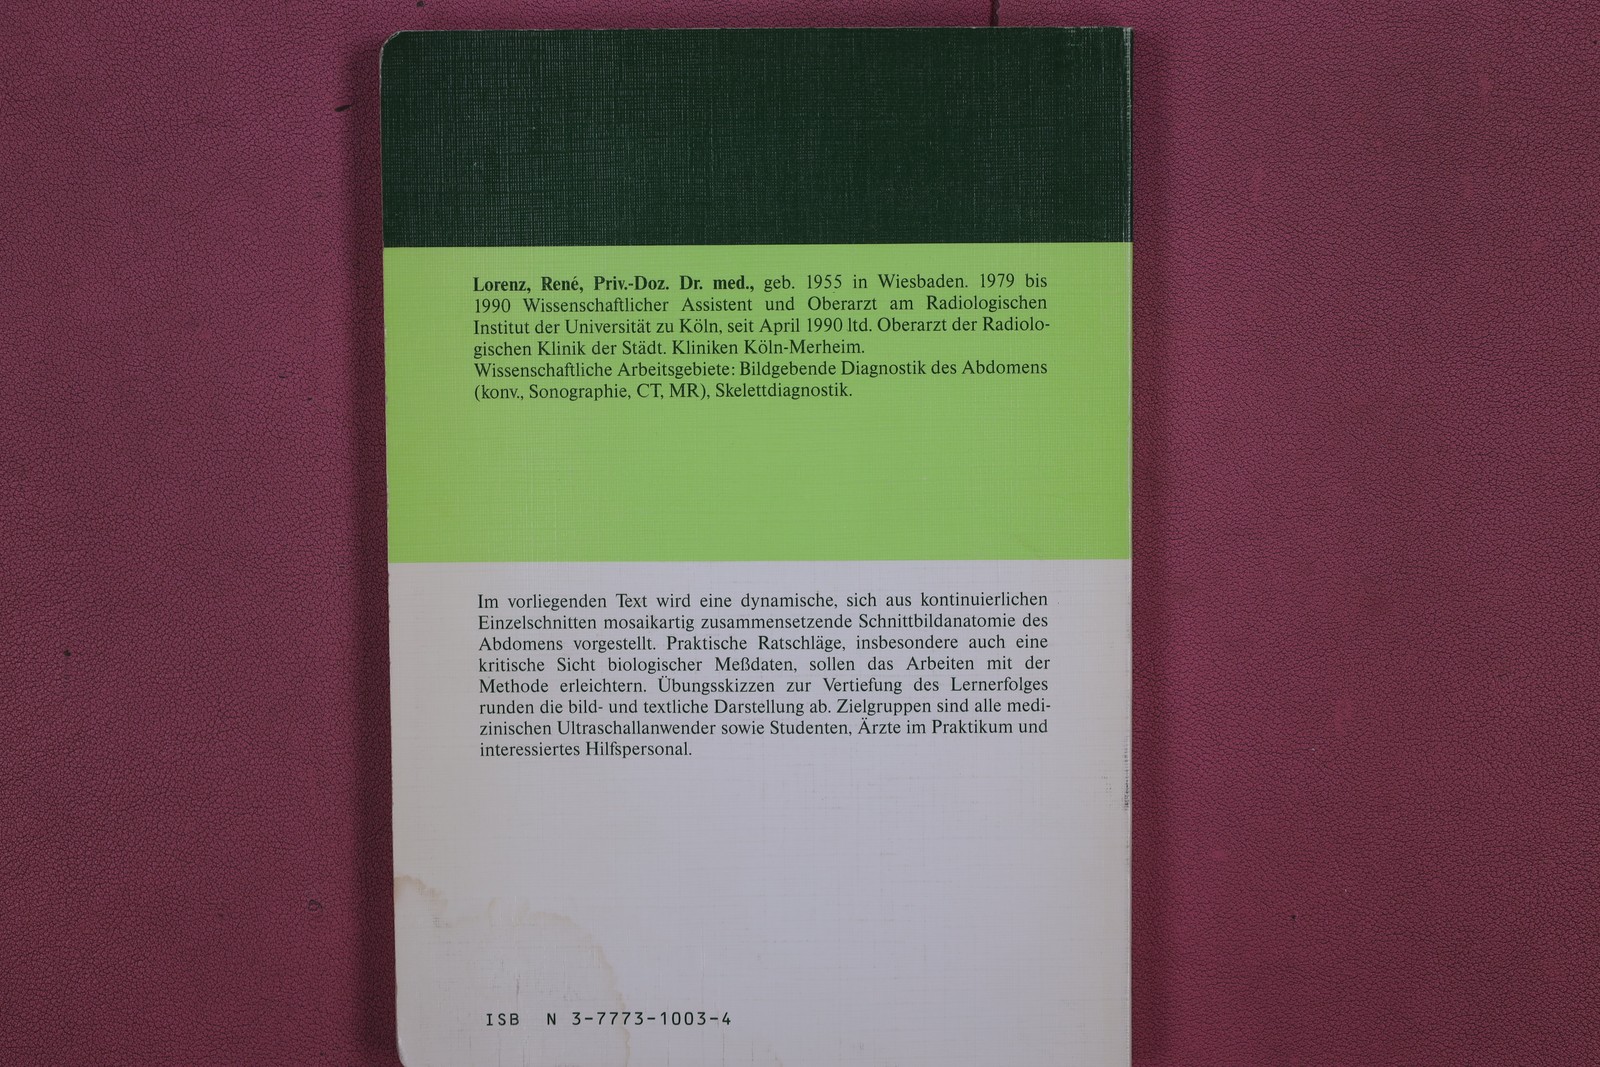 Lorenz, René, Priv.-Doz. Dr. med., geb. 1955 in Wiesbaden. 1979 bis
1990 Wissenschaftlicher Assistent und Oberarzt am Radiologischen
Institut der Universität zu Köln, seit April 1990 ltd. Oberarzt der Radiolo-
gischen Klinik der Städt. Kliniken Köln-Merheim.
Wissenschaftliche Arbeitsgebiete: Bildgebende Diagnostik des Abdomens
(konv., Sonographie, CT, MR), Skelettdiagnostik.
Im vorliegenden Text wird eine dynamische, sich aus kontinuierlichen
Einzelschnitten mosaikartig zusammensetzende Schnittbildanatomie des
Abdomens vorgestellt. Praktische Ratschläge, insbesondere auch eine
kritische Sicht biologischer Meßdaten, sollen das Arbeiten mit der
Methode erleichtern. Übungsskizzen zur Vertiefung des Lernerfolges
runden die bild- und textliche Darstellung ab. Zielgruppen sind alle medi-
zinischen Ultraschallanwender sowie Studenten, Ärzte im Praktikum und
interessiertes Hilfspersonal.
ISB N 3-7773-1003-4